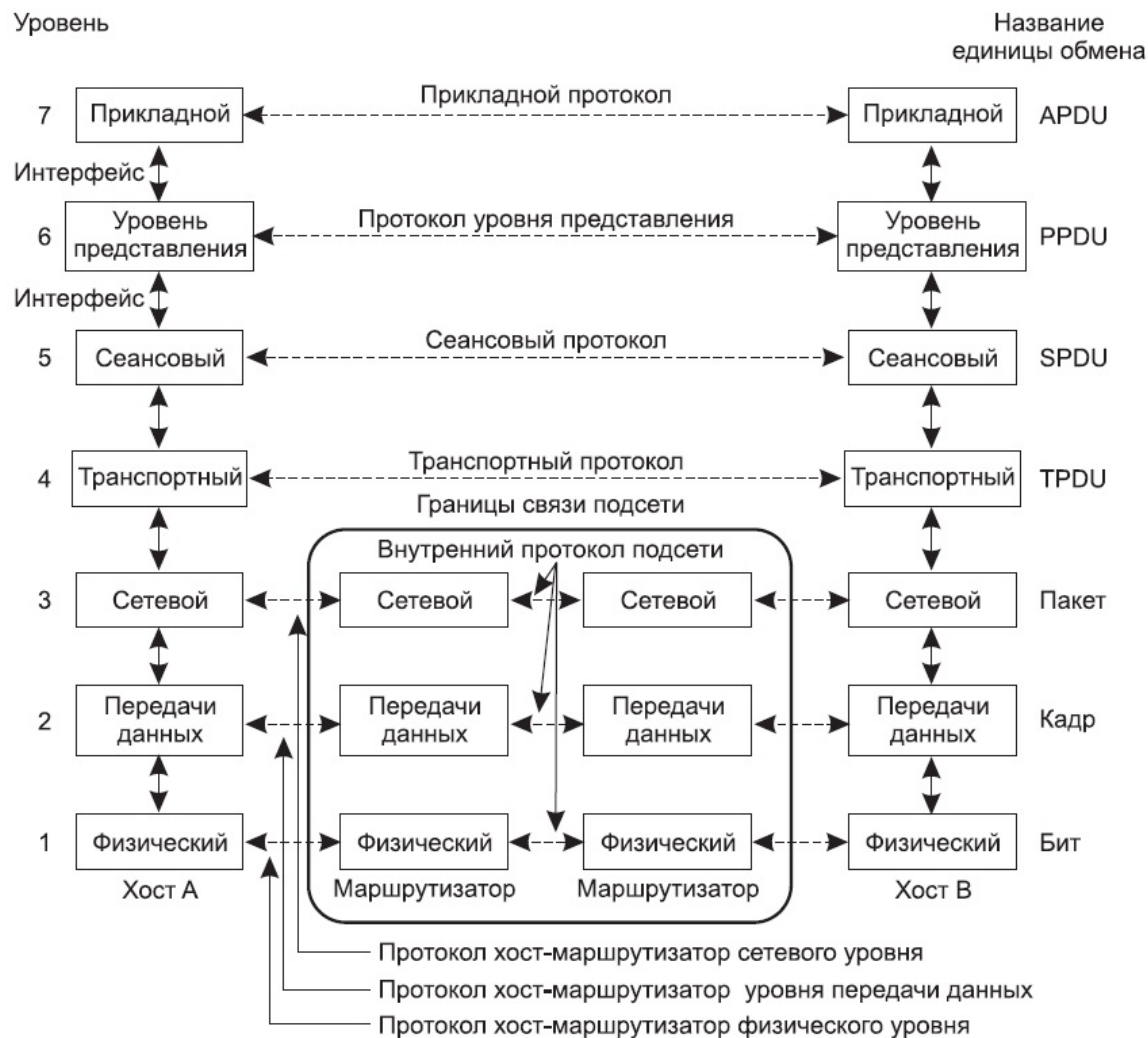 Уровень
Название
единицы обмена
7
Прикладной
Прикладной протокол
Прикладной
APDU
Интерфейс
6
Уровень
представления
Протокол уровня представления
Уровень
представления
PPDU
Интерфейс
5
Сеансовый
Сеансовый протокол
Сеансовый
SPDU
4
Транспортный
Транспортный протокол
Транспортный
TPDU
Границы связи подсети
Внутренний протокол подсети
3
Сетевой
Сетевой
Сетевой
Сетевой
Пакет
2
Передачи
данных
Передачи
данных
Передачи
данных
Передачи
данных
Кадр
1
Физический
Физический
Физический
Физический
Бит
Хост А
Маршрутизатор
Маршрутизатор
Хост В
Протокол хост-маршрутизатор сетевого уровня
Протокол хост-маршрутизатор уровня передачи данных
Протокол хост-маршрутизатор физического уровня